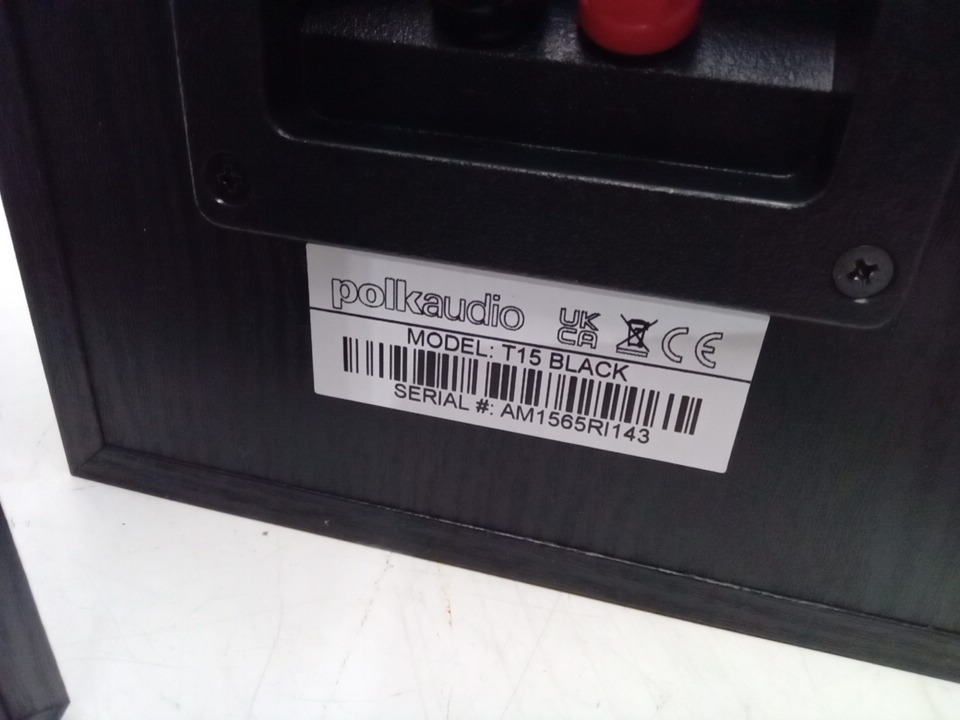 polkaudio
UK
CA
CE
MODEL: T15 BLACK
SERIAL #: AM1565RI143